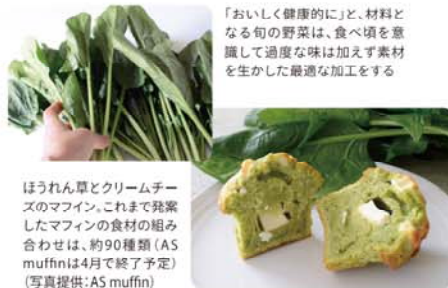 「おいしく健康的に」と、材料と
なる旬の野菜は、食べ頃を意
識して過度な味は加えず素材
を生かした最適な加工をする
ほうれん草とクリームチー
ズのマフィン。これまで発案
したマフィンの食材の組み
合わせは、約90種類(AS
muffinは4月で終了予定)
(写真提供:AS muffin)